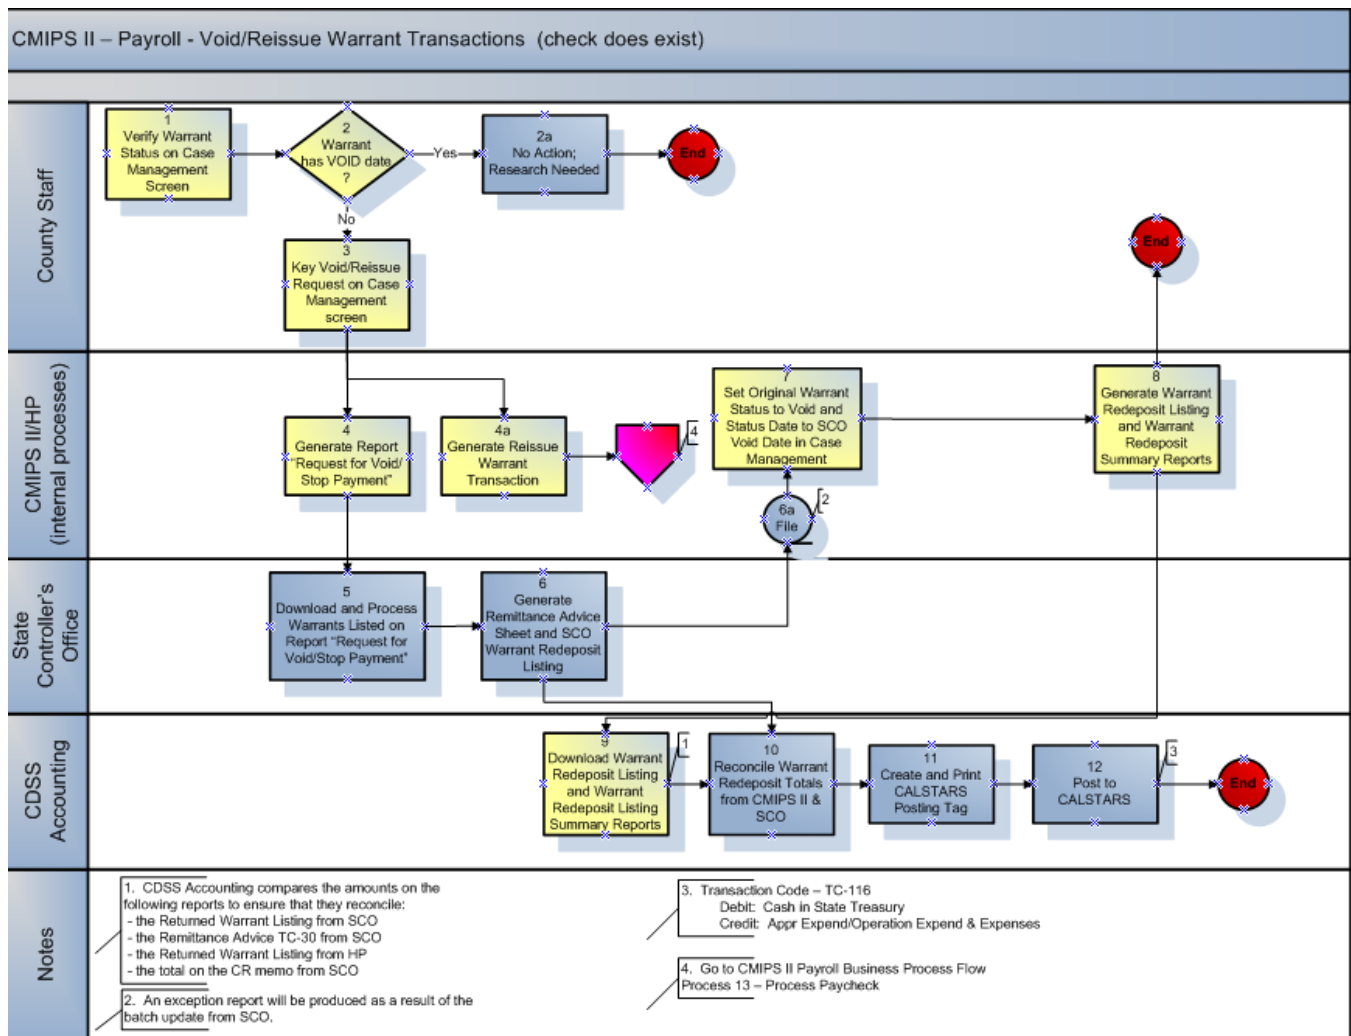 CMIPS II – Payroll - Void/Reissue Warrant Transactions  (check does exist)
County Staff
1
Verify Warrant
Status on Case
Management
Screen
2
Warrant
has VOID date
?
Yes
No
2a
No Action;
Research Needed
End
3
Key Void/Reissue
Request on Case
Management
screen
End
CMIPS II/HP
(internal processes)
4
Generate Report
“Request for Void/
Stop Payment”
4a
Generate Reissue
Warrant
Transaction
4
7
Set Original Warrant
Status to Void and
Status Date to SCO
Void Date in Case
Management
6a
File
2
8
Generate Warrant
Redeposit Listing
and Warrant
Redeposit
Summary Reports
State
Controller’s
Office
5
Download and Process
Warrants Listed on
Report “Request for
Void/Stop Payment”
6
Generate
Remittance Advice
Sheet and SCO
Warrant Redeposit
Listing
CDSS
Accounting
9
Download Warrant
Redeposit Listing
and Warrant
Redeposit Listing
Summary Reports
1
10
Reconcile Warrant
Redeposit Totals
from CMIPS II &
SCO
11
Create and Print
CALSTARS
Posting Tag
12
Post to
CALSTARS
3
End
Notes
1.  CDSS Accounting compares the amounts on the
following reports to ensure that they reconcile:
- the Returned Warrant Listing from SCO
- the Remittance Advice TC-30 from SCO
- the Returned Warrant Listing from HP
- the total on the CR memo from SCO
2.  An exception report will be produced as a result of the
batch update from SCO.
3.  Transaction Code – TC-116
Debit:  Cash in State Treasury
Credit:  Appr Expend/Operation Expend & Expenses
4.  Go to CMIPS II Payroll Business Process Flow
Process 13 – Process Paycheck